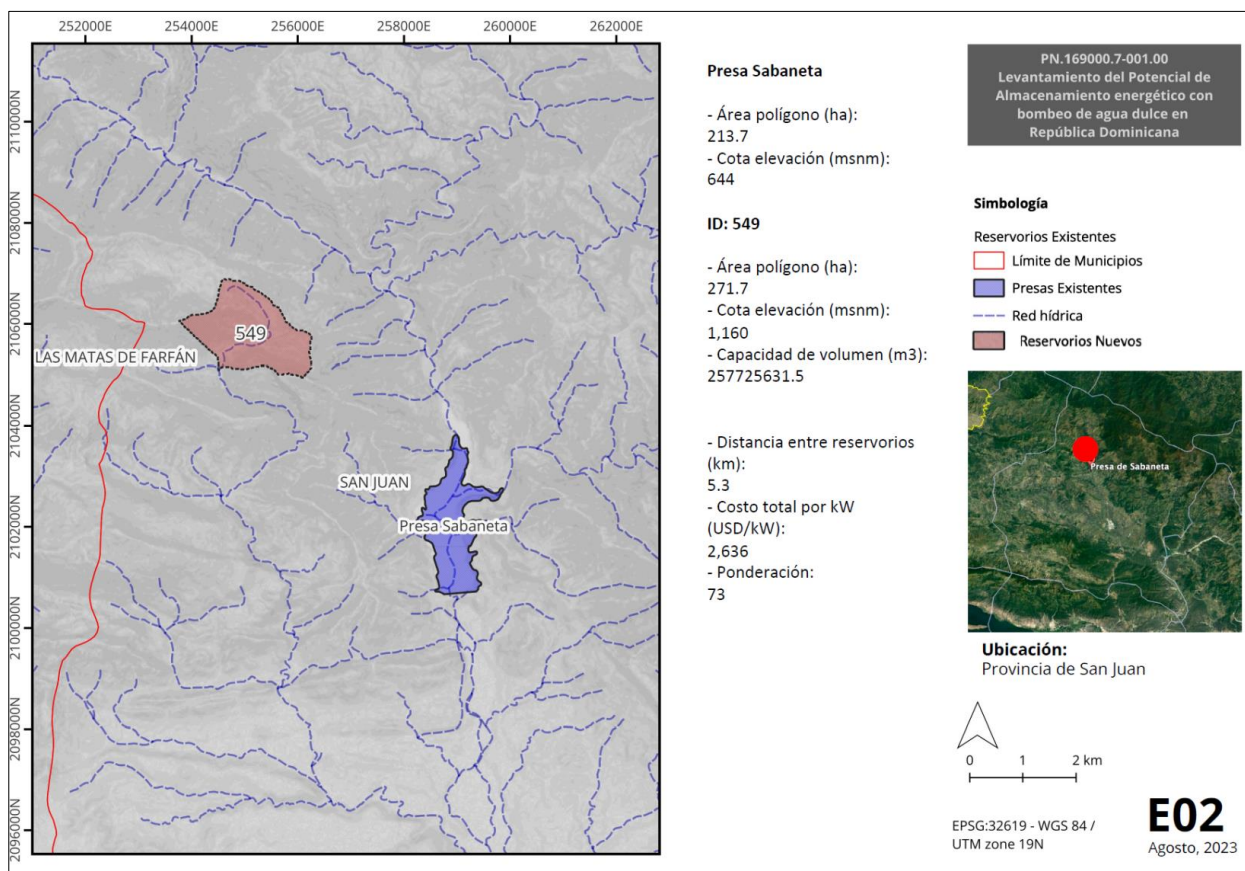 252000E
254000E
256000E
258000E
260000E
262000E
2110000N
2108000N
2106000N
2104000N
2102000N
2100000N
2098000N
2096000N
549
LAS MATAS DE FARFÁN
SAN JUAN
Presa Sabaneta
Presa Sabaneta
- Área polígono (ha):
213.7
- Cota elevación (msnm):
644
ID: 549
- Área polígono (ha):
271.7
- Cota elevación (msnm):
1,160
- Capacidad de volumen (m3):
257725631.5
- Distancia entre reservorios
(km):
5.3
- Costo total por kW
(USD/kW):
2,636
- Ponderación:
73
PN.169000.7-001.00
Levantamiento del Potencial de
Almacenamiento energético con
bombeo de agua dulce en
República Dominicana
Simbología
Reservorios Existentes
Límite de Municipios
Presas Existentes
Red hídrica
Reservorios Nuevos
Presa de Sabaneta
Ubicación:
Provincia de San Juan
0 1 2 km
EPSG:32619 - WGS 84 /
UTM zone 19N
E02
Agosto, 2023